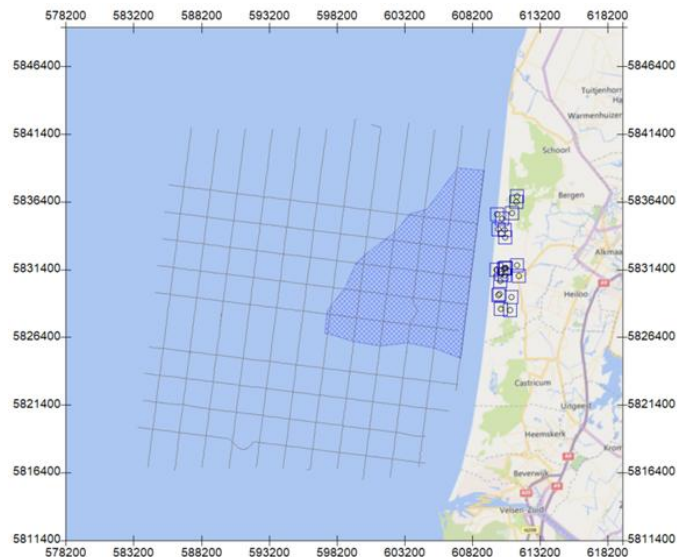 578200 583200 588200 593200 598200 603200 608200 613200 618200
5846400 5846400
Tuitjenhorn
Ha
Warmenhuizen
5841400 5841400
Schoorl
5836400 Bergen 5836400
Alkmaa
5831400 5831400
Heiloo
5826400 5826400
Castricum
5821400 Uitgeest 5821400
Heemskerk
Krom
5816400 Beverwijk 5816400
Velsen-Zuid
5811400 5811400
578200 583200 588200 593200 598200 603200 608200 613200 618200